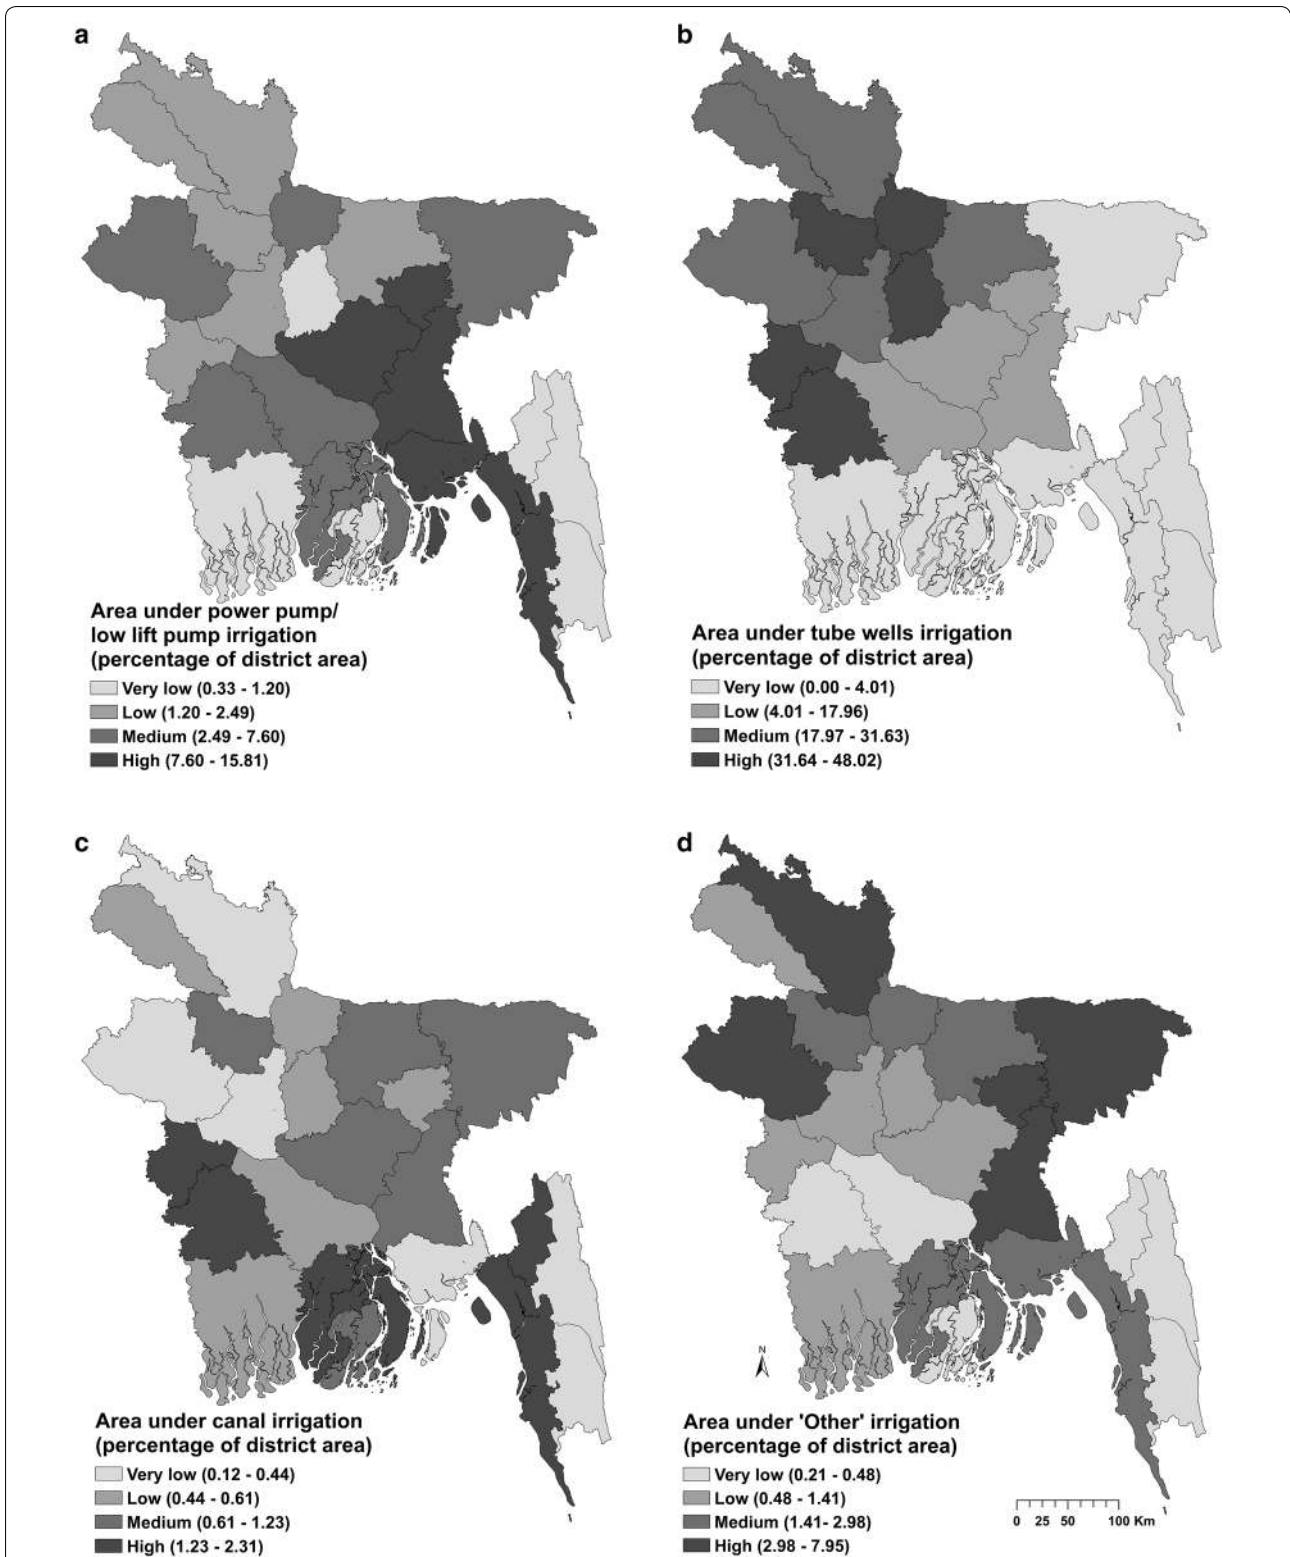 a
Area under power pump/
low lift pump irrigation
(percentage of district area)
Very low (0.33 - 1.20)
Low (1.20 - 2.49)
Medium (2.49 - 7.60)
High (7.60 - 15.81)
b
Area under tube wells irrigation
(percentage of district area)
Very low (0.00 - 4.01)
Low (4.01 - 17.96)
Medium (17.97 - 31.63)
High (31.64 - 48.02)
c
Area under canal irrigation
(percentage of district area)
Very low (0.12 - 0.44)
Low (0.44 - 0.61)
Medium (0.61 - 1.23)
High (1.23 - 2.31)
d
N
Area under 'Other' irrigation
(percentage of district area)
Very low (0.21 - 0.48)
Low (0.48 - 1.41)
Medium (1.41- 2.98)
High (2.98 - 7.95)
0 25 50 100 Km